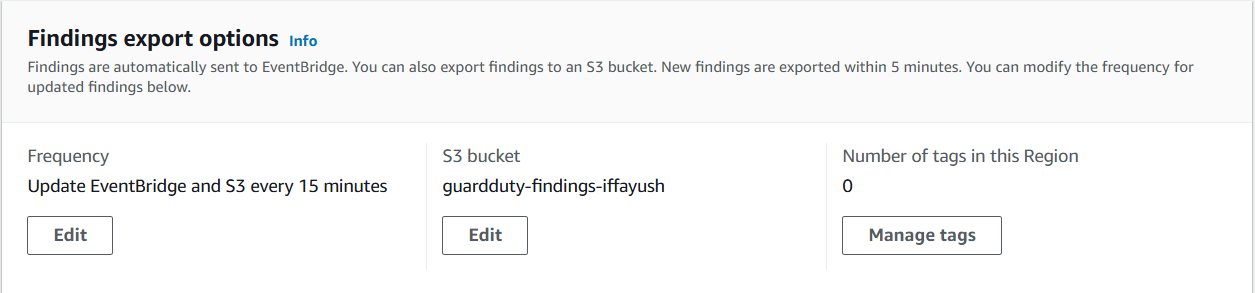 Findings export options Info
Findings are automatically sent to EventBridge. You can also export findings to an S3 bucket. New findings are exported within 5 minutes. You can modify the frequency for
updated findings below.
Frequency
Update EventBridge and S3 every 15 minutes
Edit
S3 bucket
guardduty-findings-iffayush
Edit
Number of tags in this Region
0
Manage tags